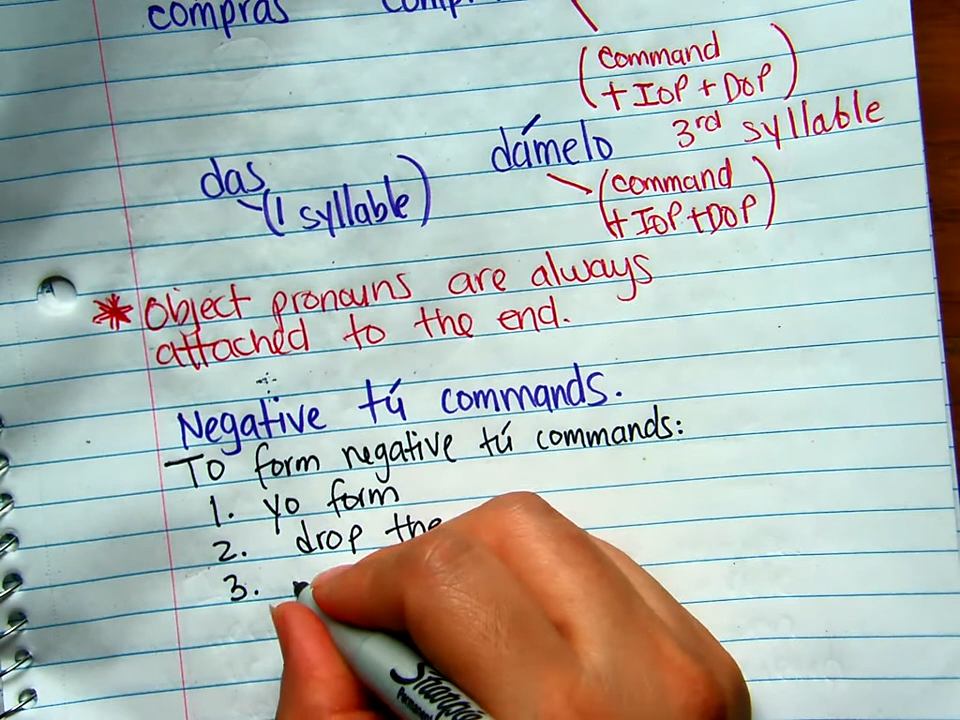 compras
(command
+ IOP + DOP)
das dámelo 3rd syllable
(1 syllable) (command
+ IOP + DOP)
* Object pronouns are always
attached to the end.
Negative tú commands.
To form negative tú commands:
1. yo form
2. drop the
3.
Sharpie